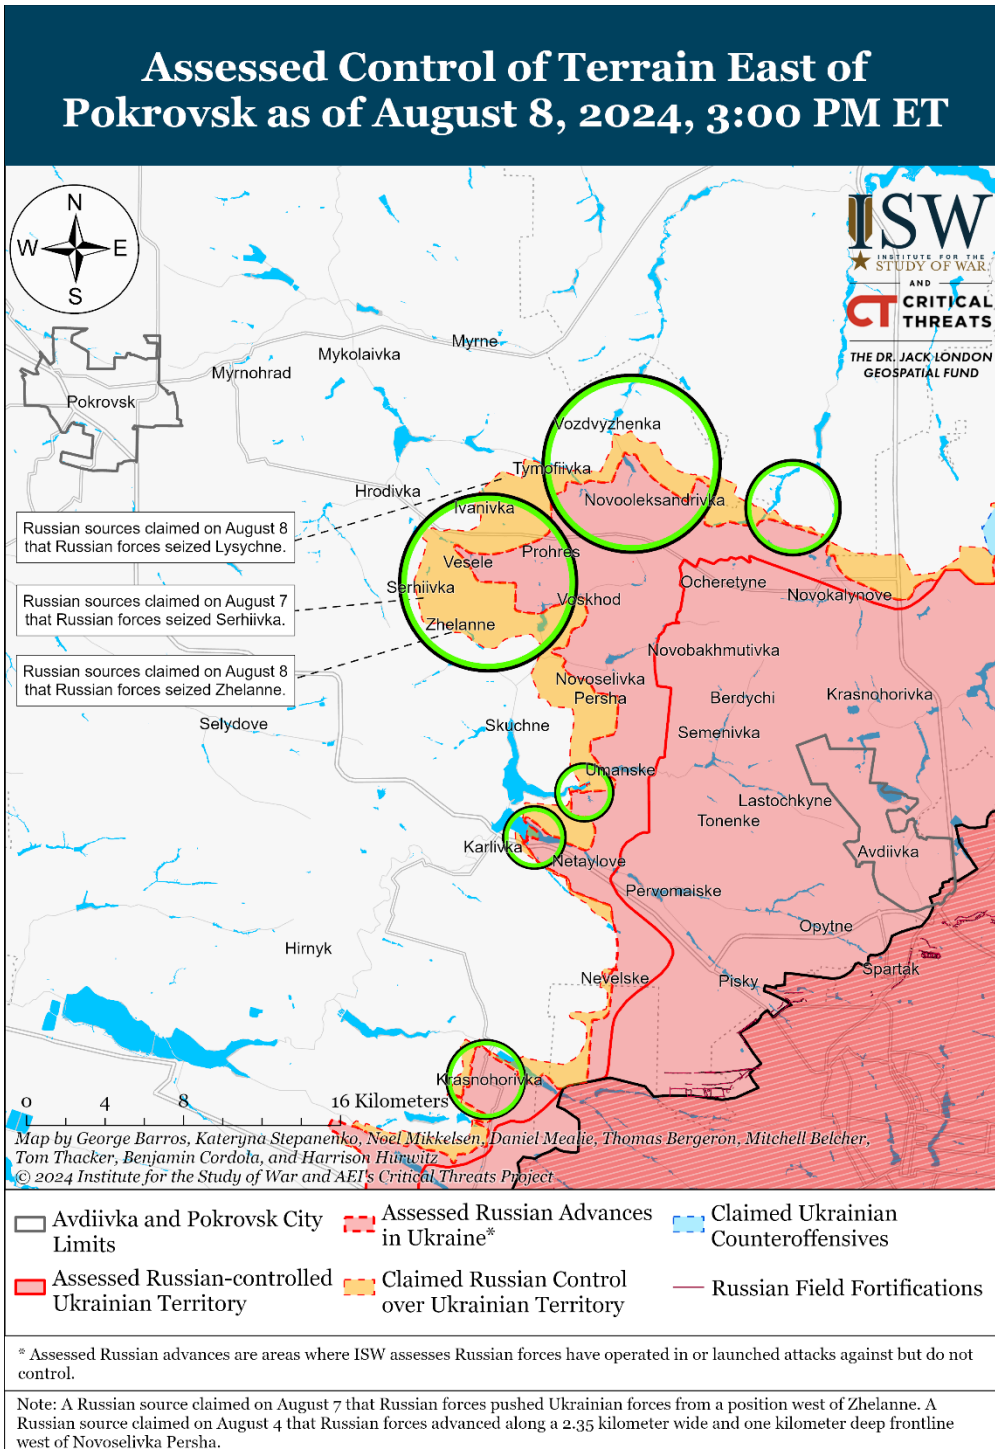 Assessed Control of Terrain East of
Pokrovsk as of August 8, 2024, 3:00 PM ET
N
W
E
S
ISW
INSTITUTE FOR THE
STUDY OF WAR
AND
CT CRITICAL
THREATS
THE DR. JACK LONDON
GEOSPATIAL FUND
Myrne
Mykolaivka
Myrnohrad
Pokrovsk
Vozdvyzhenka
Tymofiivka
Hrodivka
Novooleksandrivka
Ivanivka
Russian sources claimed on August 8
that Russian forces seized Lysychne.
Prohres
Vesele
Ocheretyne
Serhiivka
Novokalynove
Voskhod
Russian sources claimed on August 7
that Russian forces seized Serhiivka.
Zhelanne
Novobakhmutivka
Russian sources claimed on August 8
that Russian forces seized Zhelanne.
Novoselivka
Persha
Berdychi
Krasnohorivka
Selydove
Skuchne
Semenivka
Umanske
Lastochkyne
Tonenke
Karlivka
Netaylove
Avdiivka
Pervomaiske
Opytne
Hirnyk
Nevelske
Pisky
Spartak
Krasnohorivka
0 4 8 16 Kilometers
Map by George Barros, Kateryna Stepanenko, Noel Mikkelsen, Daniel Mealie, Thomas Bergeron, Mitchell Belcher,
Tom Thacker, Benjamin Cordola, and Harrison Hurwitz
© 2024 Institute for the Study of War and AEI's Critical Threats Project
Avdiivka and Pokrovsk City
Limits
Assessed Russian Advances
in Ukraine*
Claimed Ukrainian
Counteroffensives
Assessed Russian-controlled
Ukrainian Territory
Claimed Russian Control
over Ukrainian Territory
Russian Field Fortifications
* Assessed Russian advances are areas where ISW assesses Russian forces have operated in or launched attacks against but do not
control.
Note: A Russian source claimed on August 7 that Russian forces pushed Ukrainian forces from a position west of Zhelanne. A
Russian source claimed on August 4 that Russian forces advanced along a 2.35 kilometer wide and one kilometer deep frontline
west of Novoselivka Persha.